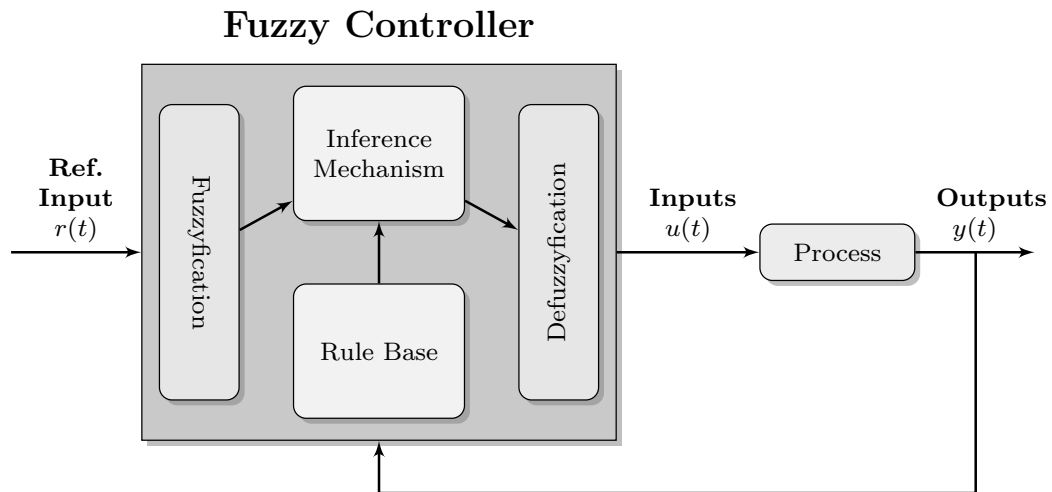 Fuzzy Controller
Ref.
Input
r(t)
Fuzzyfication
Inference
Mechanism
Rule Base
Defuzzyfication
Inputs
u(t)
Process
Outputs
y(t)